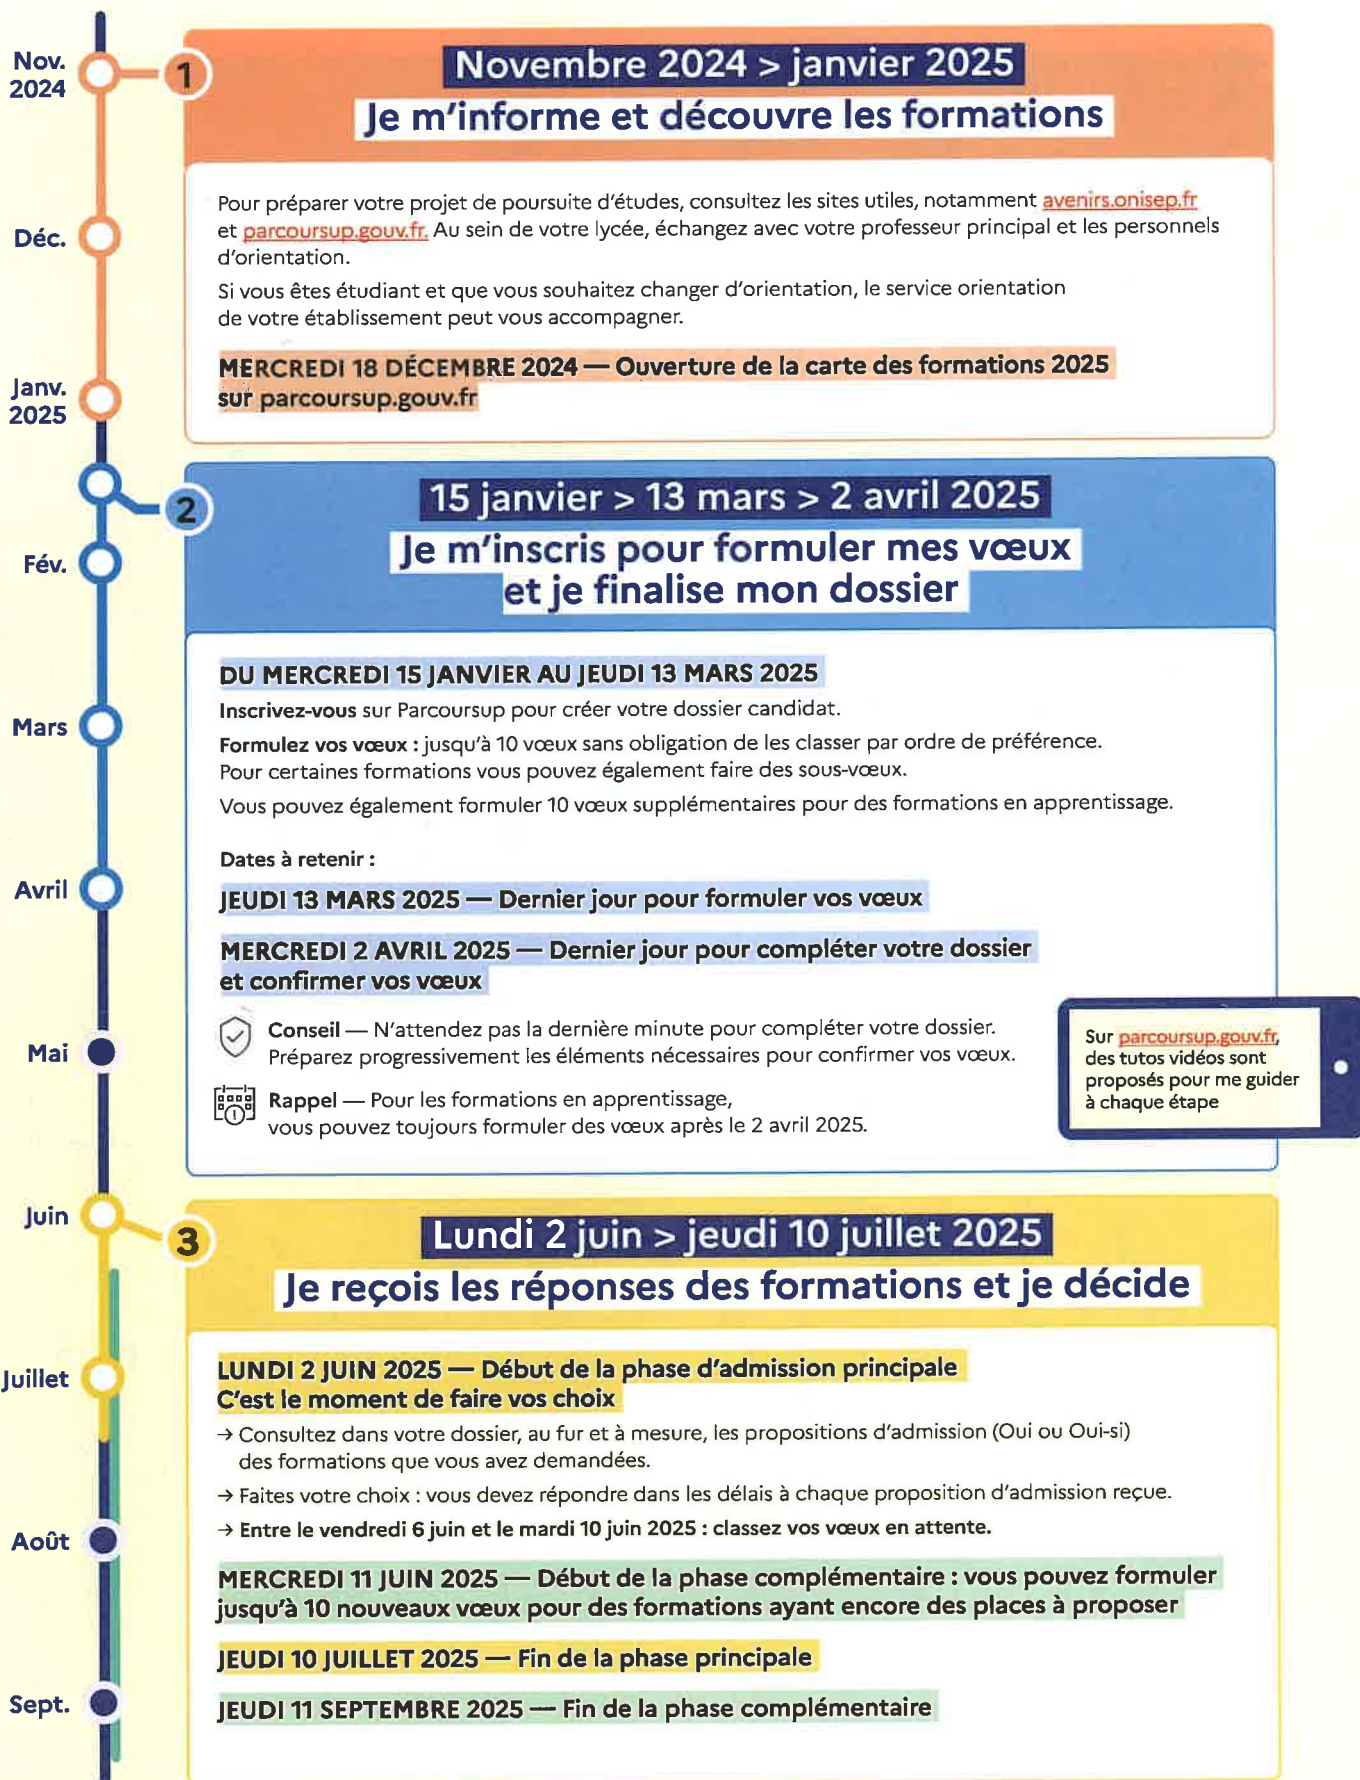 Nov.
2024
Déc.
Janv.
2025
Fév.
Mars
Avril
Mai
Juin
Juillet
Août
Sept.
1
Novembre 2024 > janvier 2025
Je m'informe et découvre les formations
Pour préparer votre projet de poursuite d'études, consultez les sites utiles, notamment avenirs.onisep.fr
et parcoursup.gouv.fr. Au sein de votre lycée, échangez avec votre professeur principal et les personnels
d'orientation.
Si vous êtes étudiant et que vous souhaitez changer d'orientation, le service orientation
de votre établissement peut vous accompagner.
MERCREDI 18 DÉCEMBRE 2024 — Ouverture de la carte des formations 2025
sur parcoursup.gouv.fr
2
15 janvier > 13 mars > 2 avril 2025
Je m'inscris pour formuler mes vœux
et je finalise mon dossier
DU MERCREDI 15 JANVIER AU JEUDI 13 MARS 2025
Inscrivez-vous sur Parcoursup pour créer votre dossier candidat.
Formulez vos vœux : jusqu'à 10 vœux sans obligation de les classer par ordre de préférence.
Pour certaines formations vous pouvez également faire des sous-vœux.
Vous pouvez également formuler 10 vœux supplémentaires pour des formations en apprentissage.
Dates à retenir :
JEUDI 13 MARS 2025 — Dernier jour pour formuler vos vœux
MERCREDI 2 AVRIL 2025 — Dernier jour pour compléter votre dossier
et confirmer vos vœux
Conseil — N'attendez pas la dernière minute pour compléter votre dossier.
Préparez progressivement les éléments nécessaires pour confirmer vos vœux.
Rappel — Pour les formations en apprentissage,
vous pouvez toujours formuler des vœux après le 2 avril 2025.
Sur parcoursup.gouv.fr,
des tutos vidéos sont
proposés pour me guider
à chaque étape
3
Lundi 2 juin > jeudi 10 juillet 2025
Je reçois les réponses des formations et je décide
LUNDI 2 JUIN 2025 — Début de la phase d'admission principale
C'est le moment de faire vos choix
→ Consultez dans votre dossier, au fur et à mesure, les propositions d'admission (Oui ou Oui-si)
des formations que vous avez demandées.
→ Faites votre choix : vous devez répondre dans les délais à chaque proposition d'admission reçue.
→ Entre le vendredi 6 juin et le mardi 10 juin 2025 : classez vos vœux en attente.
MERCREDI 11 JUIN 2025 — Début de la phase complémentaire : vous pouvez formuler
jusqu'à 10 nouveaux vœux pour des formations ayant encore des places à proposer
JEUDI 10 JUILLET 2025 — Fin de la phase principale
JEUDI 11 SEPTEMBRE 2025 — Fin de la phase complémentaire